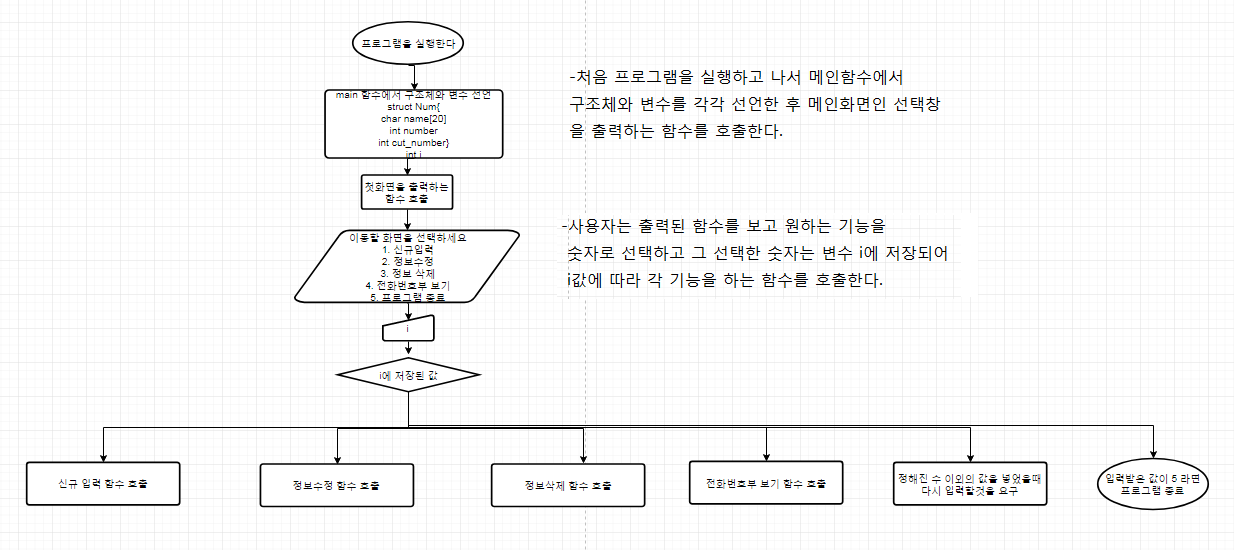 프로그램을 실행한다
main 함수에서 구조체와 변수 선언
struct Num{
char name[20]
int number
int cut_number}
int i
-처음 프로그램을 실행하고 나서 메인함수에서
구조체와 변수를 각각 선언한 후 메인화면인 선택창
을 출력하는 함수를 호출한다.
첫화면을 출력하는
함수 호출
이동할 화면을 선택하세요
1. 신규입력
2. 정보수정
3. 정보 삭제
4. 전화번호부 보기
5. 프로그램 종료
-사용자는 출력된 함수를 보고 원하는 기능을
숫자로 선택하고 그 선택한 숫자는 변수 i에 저장되어
i값에 따라 각 기능을 하는 함수를 호출한다.
i
i에 저장된 값
신규 입력 함수 호출
정보수정 함수 호출
정보삭제 함수 호출
전화번호부 보기 함수 호출
정해진 수 이외의 값을 넣었을때
다시 입력할것을 요구
입력받은 값이 5 라면
프로그램 종료